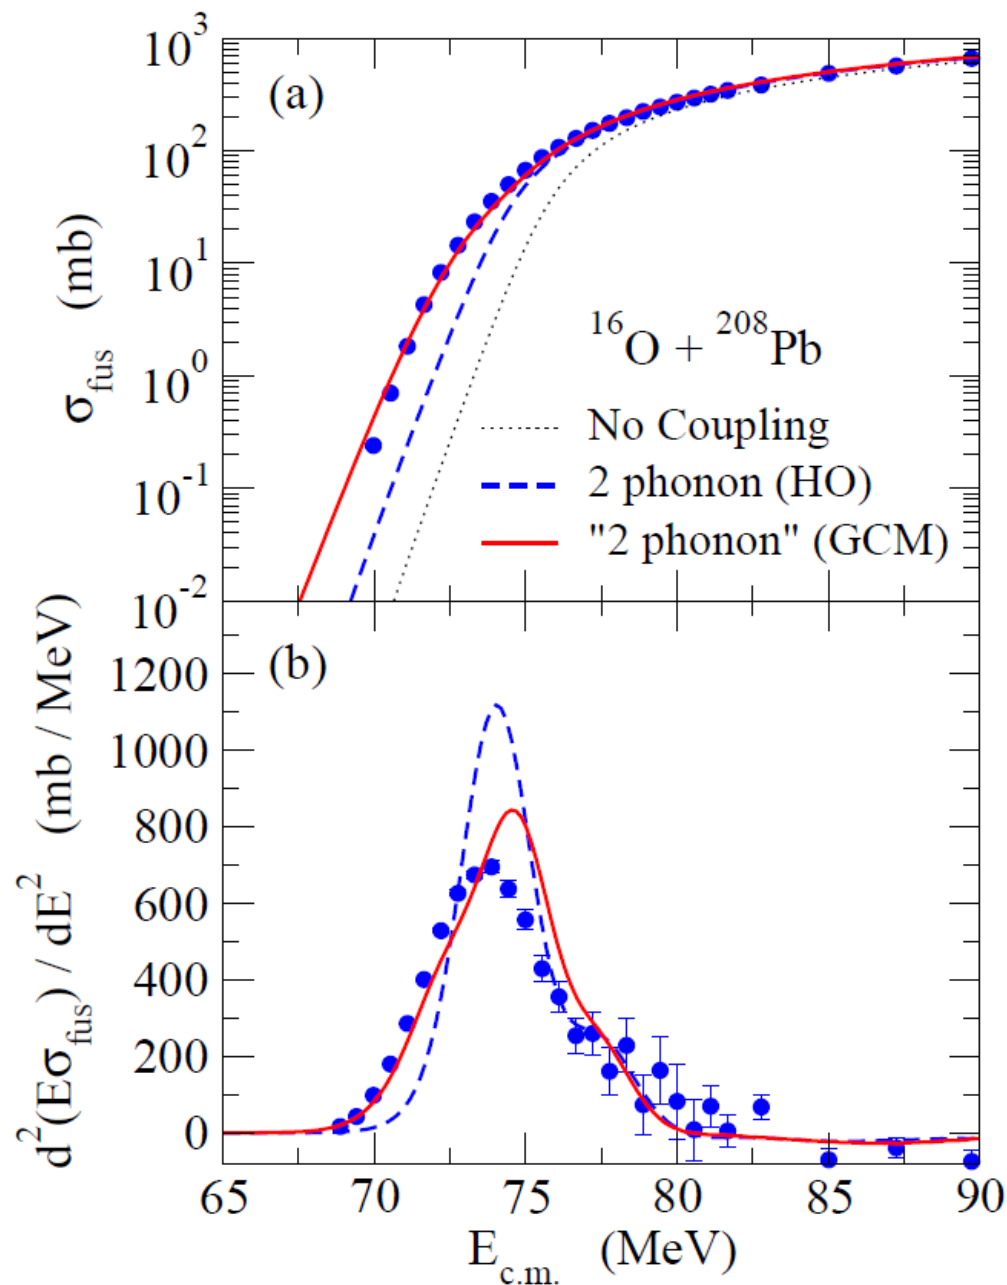 10^3
(a)
10^2
10^1
10^0
10^-1
10^-2
σ_fus (mb)
^16O + ^208Pb
No Coupling
2 phonon (HO)
"2 phonon" (GCM)
(b)
1200
1000
800
600
400
200
0
d^2(Eσ_fus) / dE^2 (mb / MeV)
65 70 75 80 85 90
E_c.m. (MeV)